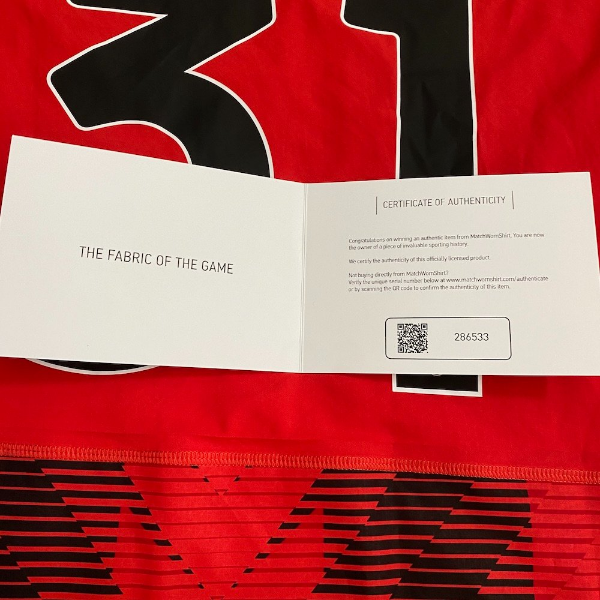 31
THE FABRIC OF THE GAME
CERTIFICATE OF AUTHENTICITY
Congratulations on winning an authentic item from MatchWornShirt. You are now
the owner of a piece of invaluable sporting history.
We certify the authenticity of this officially licensed product.
Not buying directly from MatchWornShirt?
Verify the unique serial number below at www.matchwornshirt.com/authenticate
or by scanning the QR code to confirm the authenticity of this item.
286533